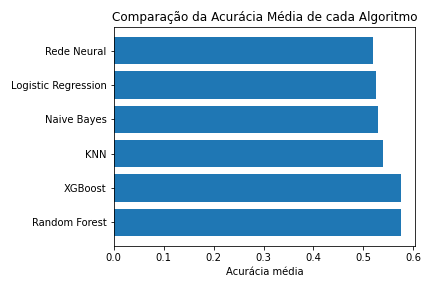 Comparação da Acurácia Média de cada Algoritmo
Rede Neural
Logistic Regression
Naive Bayes
KNN
XGBoost
Random Forest
0.0 0.1 0.2 0.3 0.4 0.5 0.6
Acurácia média